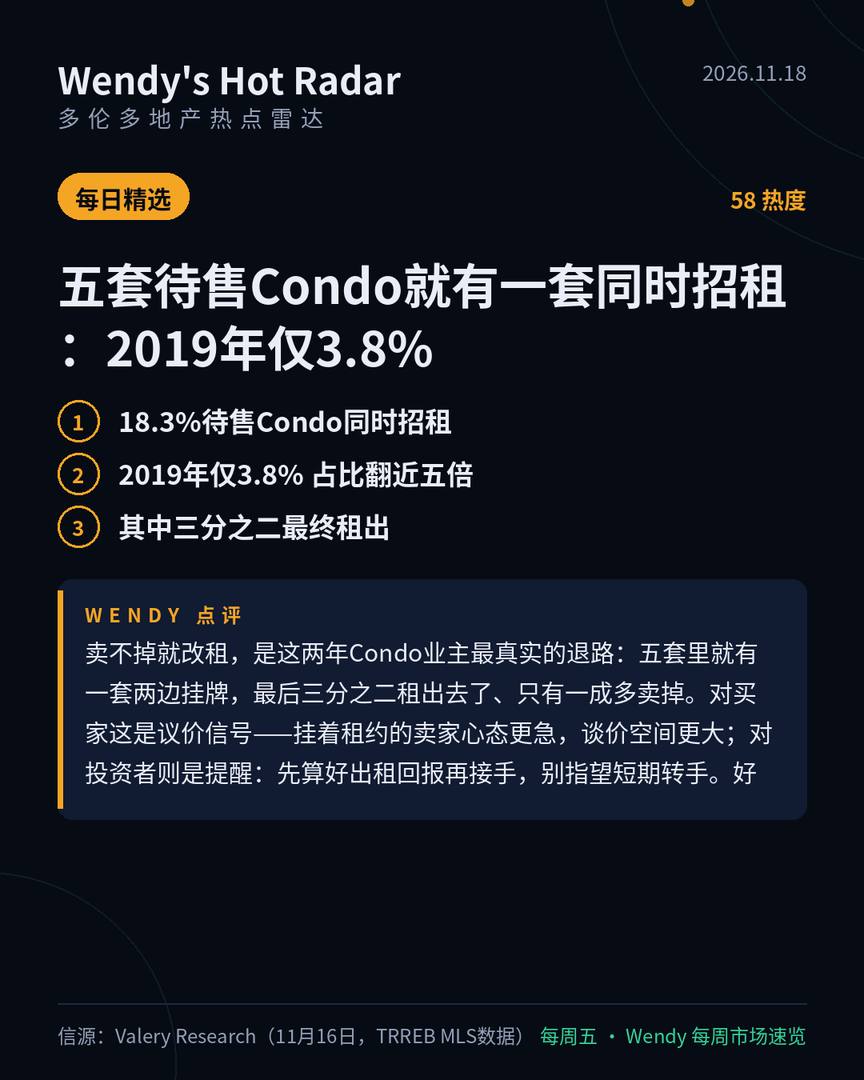 Wendy's Hot Radar
2026.11.18
多伦多地产热点雷达
每日精选
58 热度
五套待售Condo就有一套同时招租
：2019年仅3.8%
1 18.3%待售Condo同时招租
2 2019年仅3.8% 占比翻近五倍
3 其中三分之二最终租出
WENDY 点评
卖不掉就改租，是这两年Condo业主最真实的退路：五套里就有
一套两边挂牌，最后三分之二租出去了、只有一成多卖掉。对买
家这是议价信号——挂着租约的卖家心态更急，谈价空间更大；对
投资者则是提醒：先算好出租回报再接手，别指望短期转手。好
信源：Valery Research（11月16日，TRREB MLS数据）
每周五 · Wendy 每周市场速览